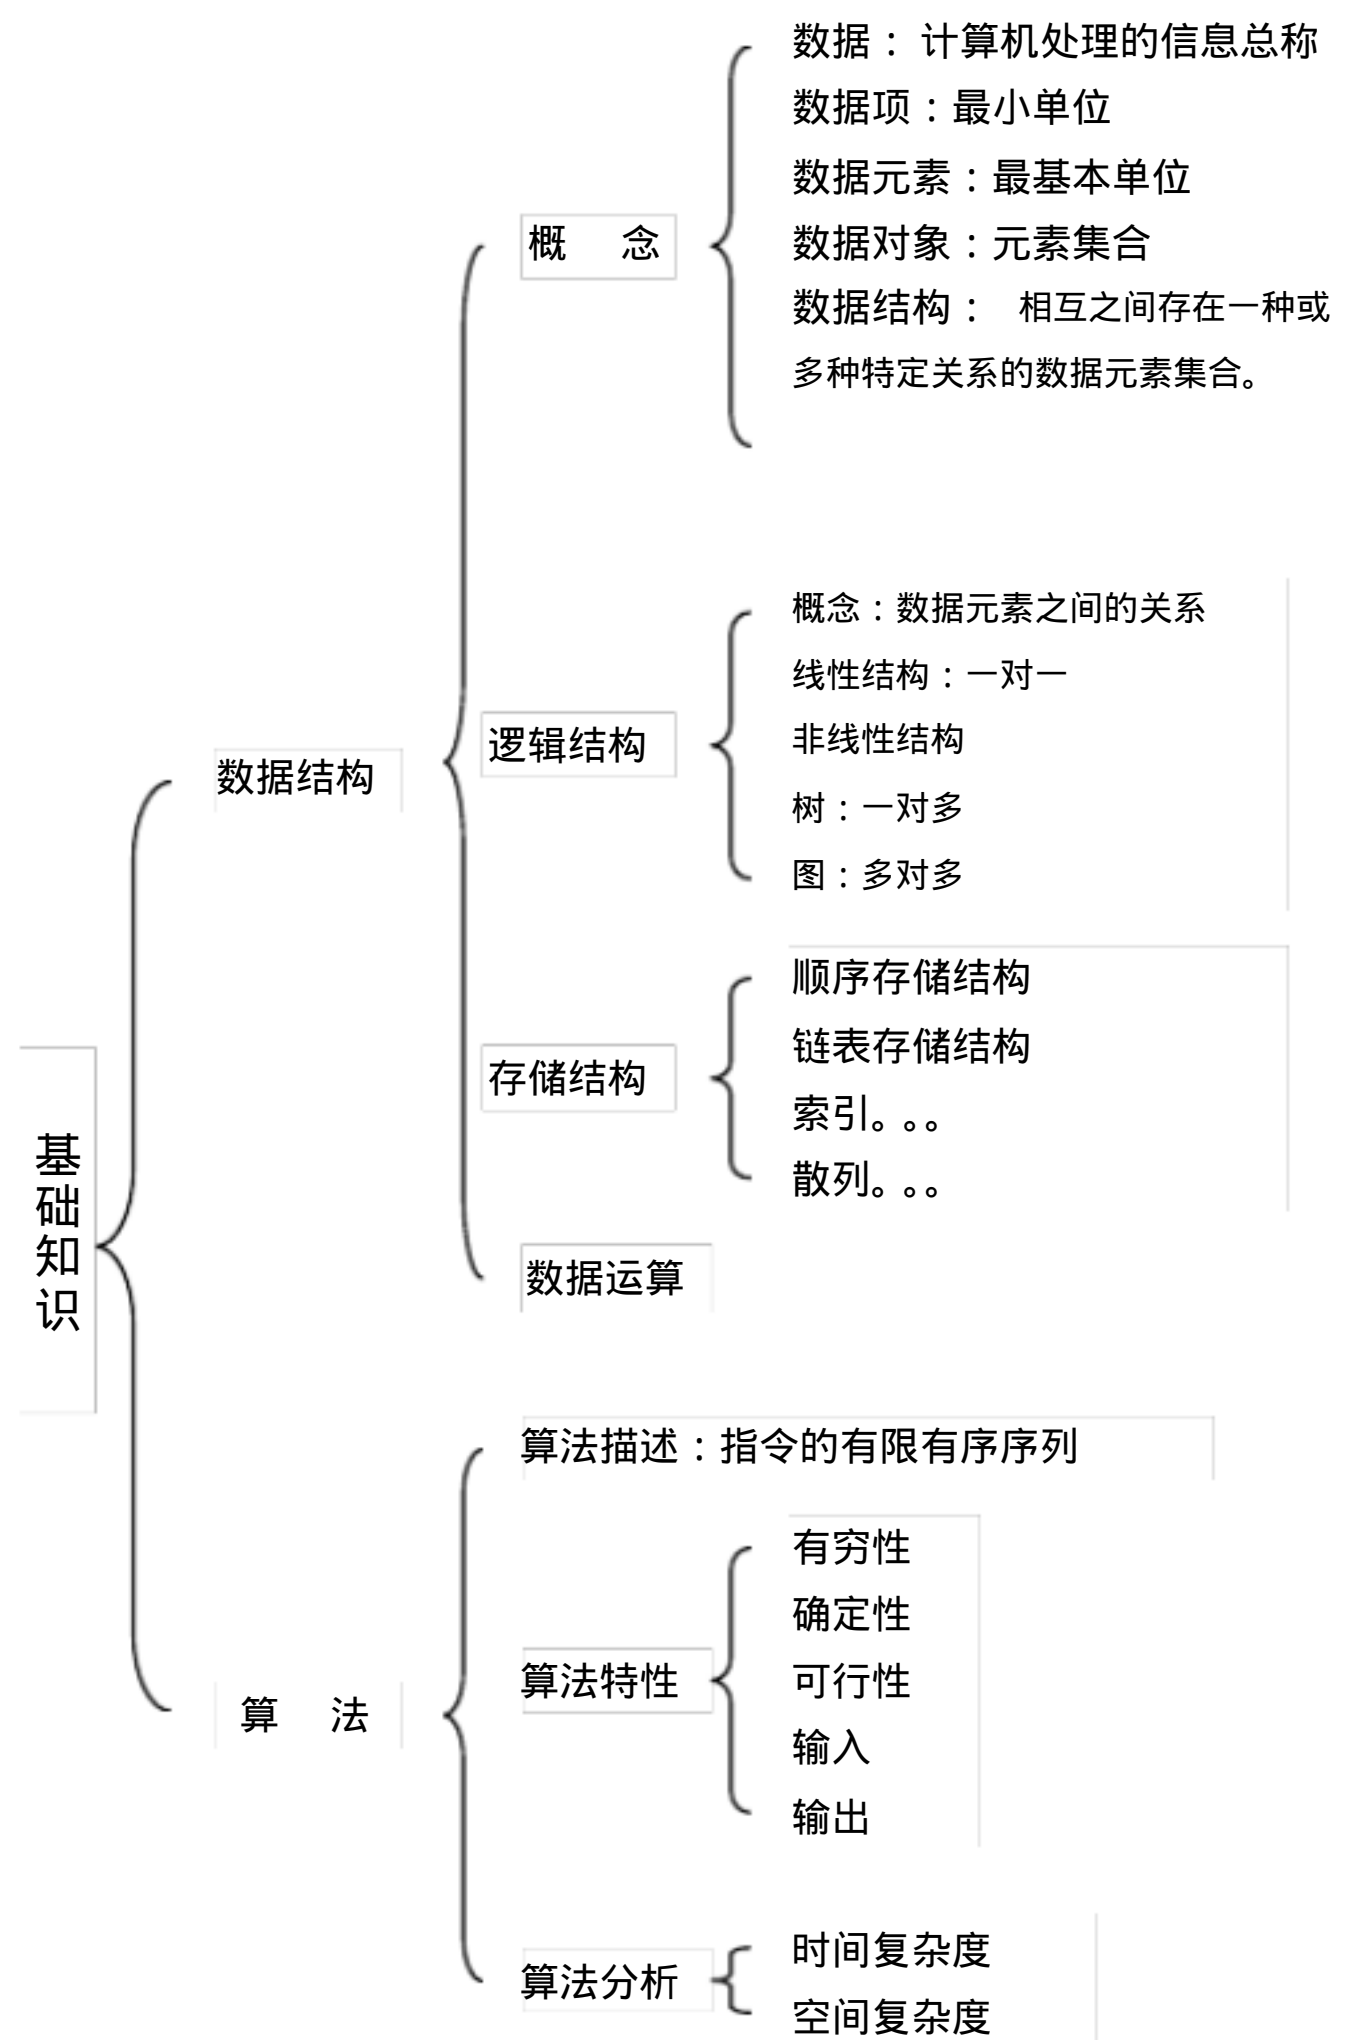 数据： 计算机处理的信息总称
数据项：最小单位
数据元素：最基本单位
概 念
数据对象：元素集合
数据结构： 相互之间存在一种或
多种特定关系的数据元素集合。
概念：数据元素之间的关系
线性结构：一对一
逻辑结构
非线性结构
数据结构
树：一对多
图：多对多
顺序存储结构
链表存储结构
存储结构
索引。。。
散列。。。
基
础
知
识
数据运算
算法描述：指令的有限有序序列
有穷性
确定性
算法特性
可行性
算 法
输入
输出
时间复杂度
算法分析
空间复杂度